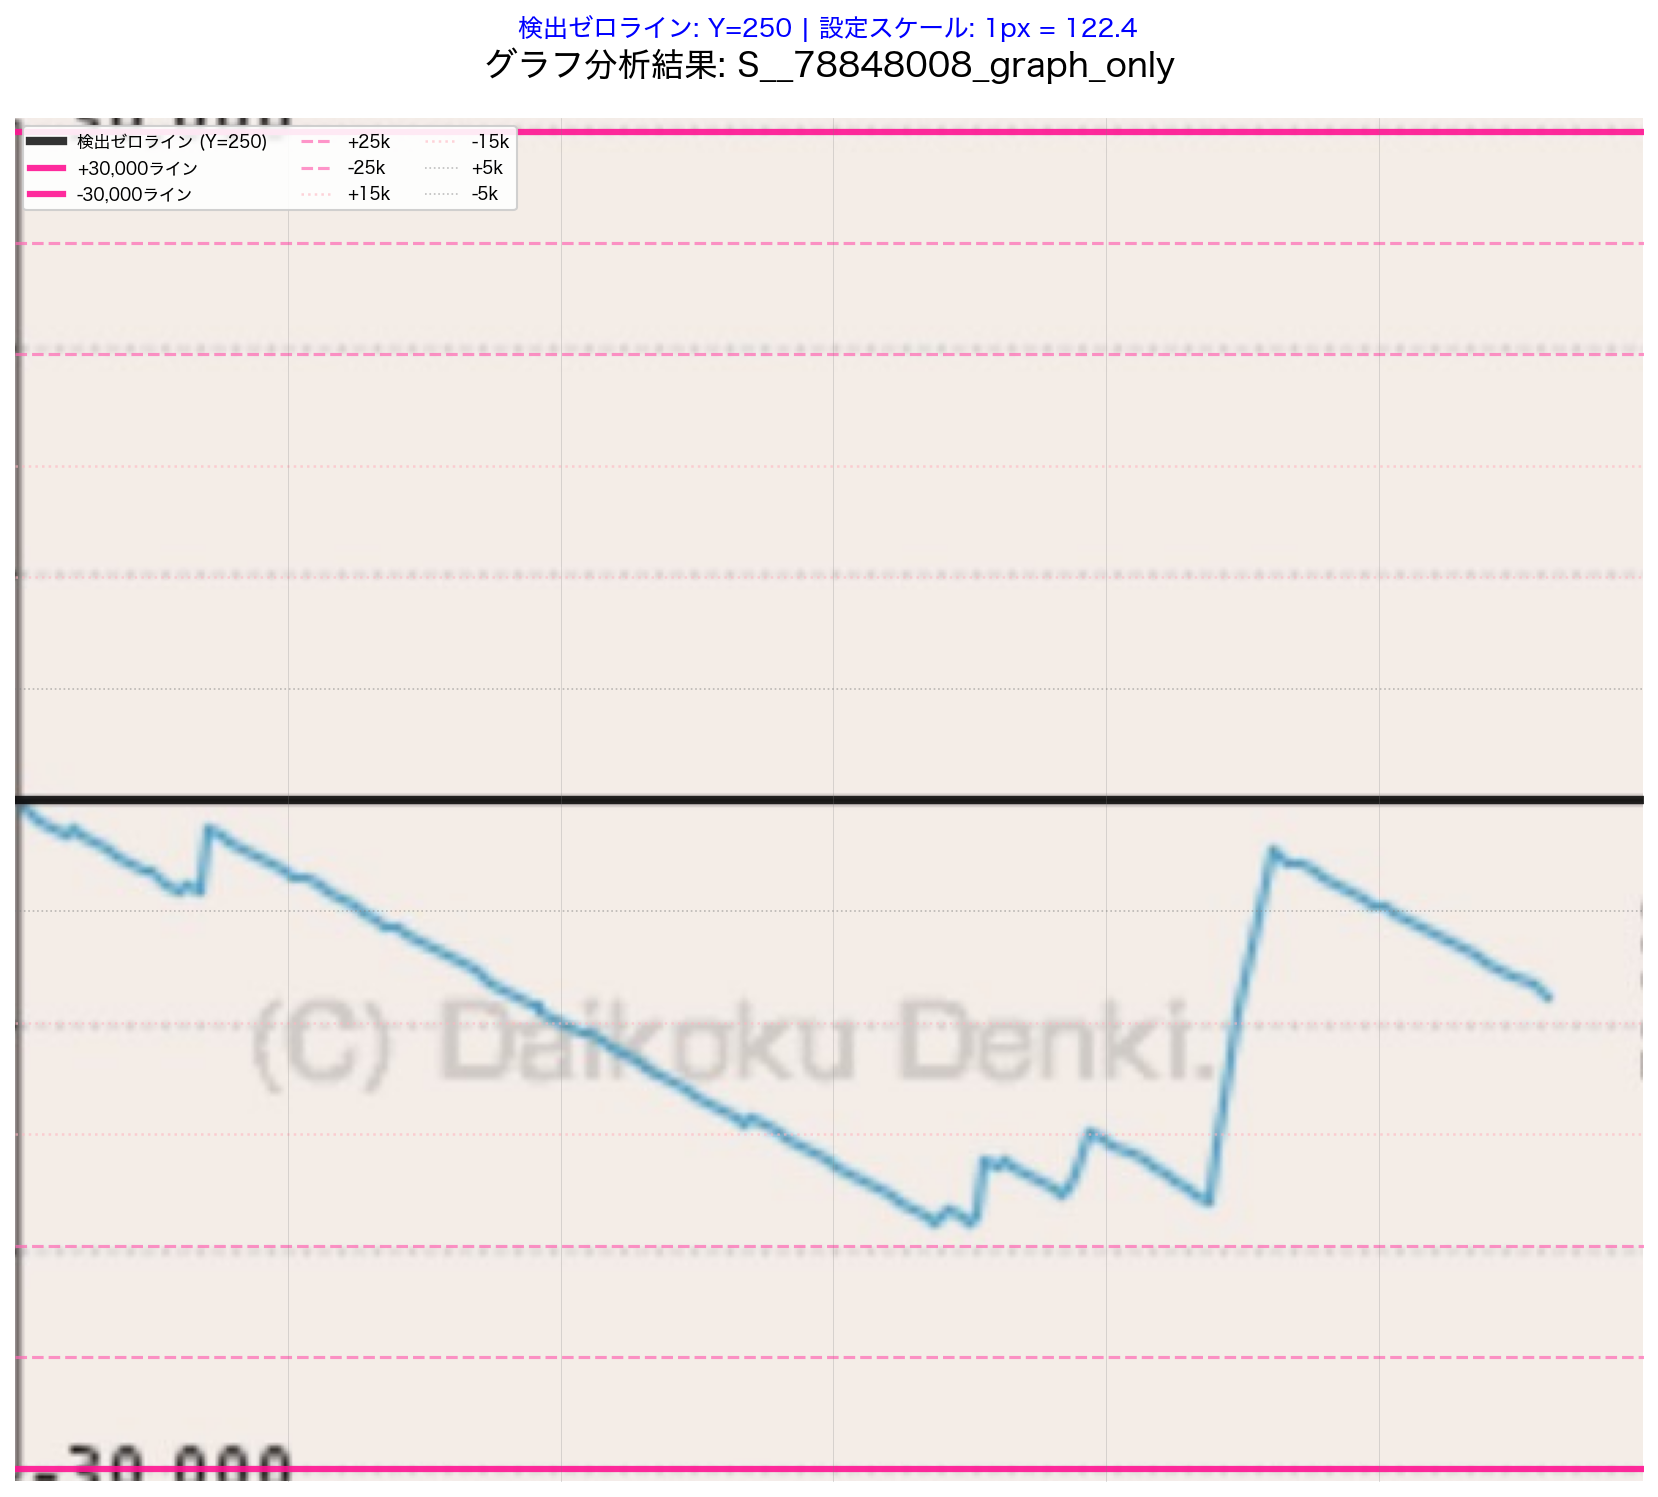 検出ゼロライン: Y=250 | 設定スケール: 1px = 122.4
グラフ分析結果: S__78848008_graph_only
30,000
検出ゼロライン (Y=250)
+30,000ライン
-30,000ライン
+25k
-25k
+15k
-15k
+5k
-5k
(C) Daikoku Denki.
-30,000